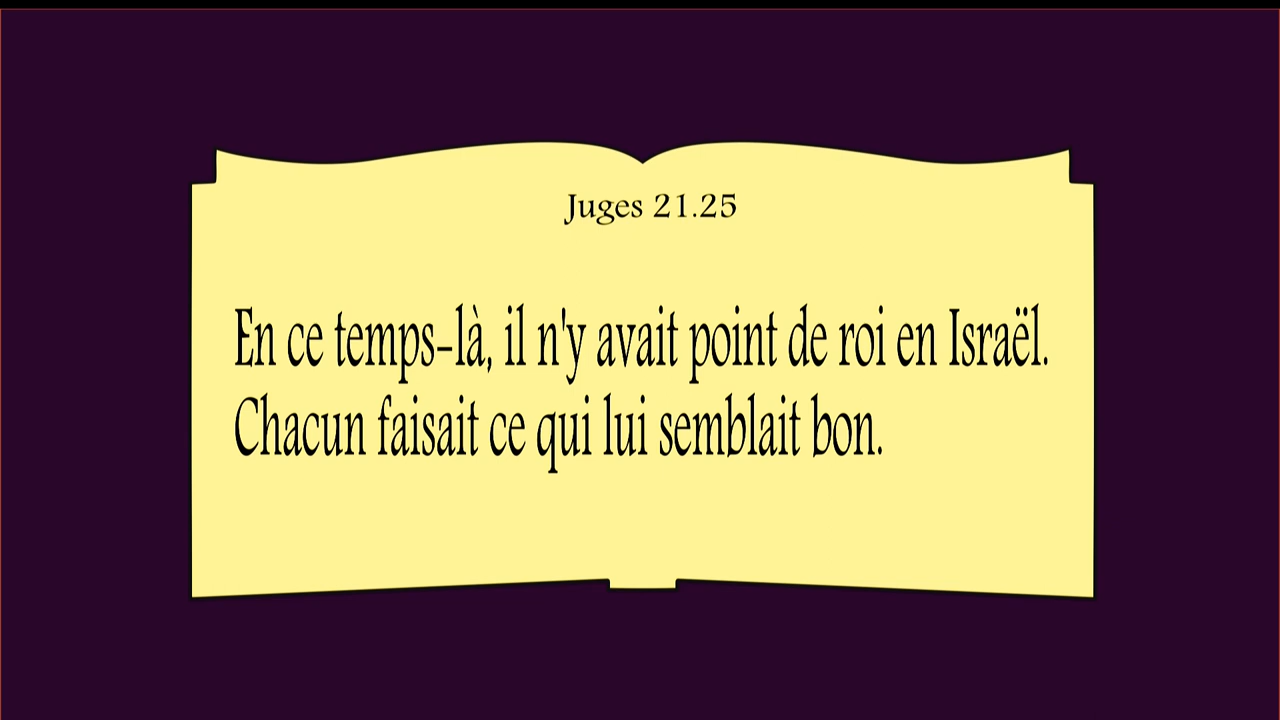 Juges 21.25
En ce temps-là, il n'y avait point de roi en Israël.
Chacun faisait ce qui lui semblait bon.